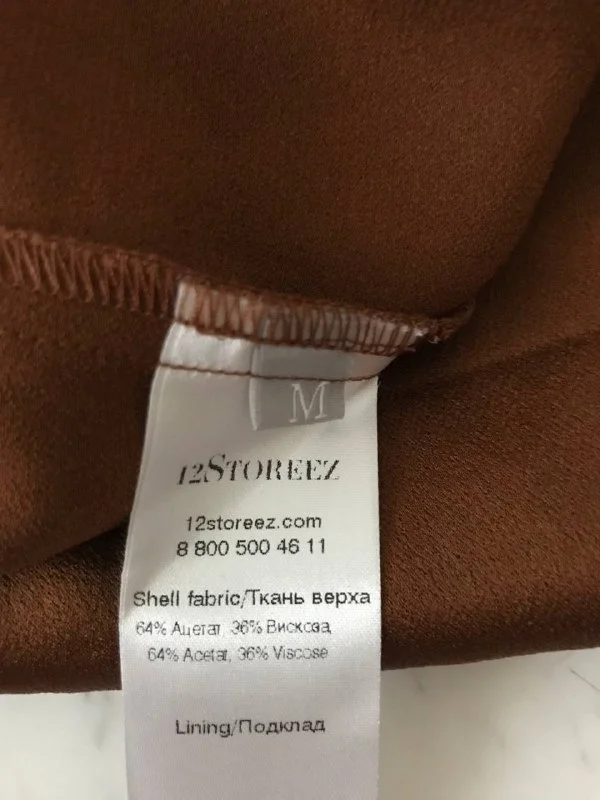 M
12STOREEZ
12storeez.com
8 800 500 46 11
Shell fabric/Ткань верха
64% Ацетат, 36% Вискоза
64% Acetat, 36% Viscose
Lining/Подклад